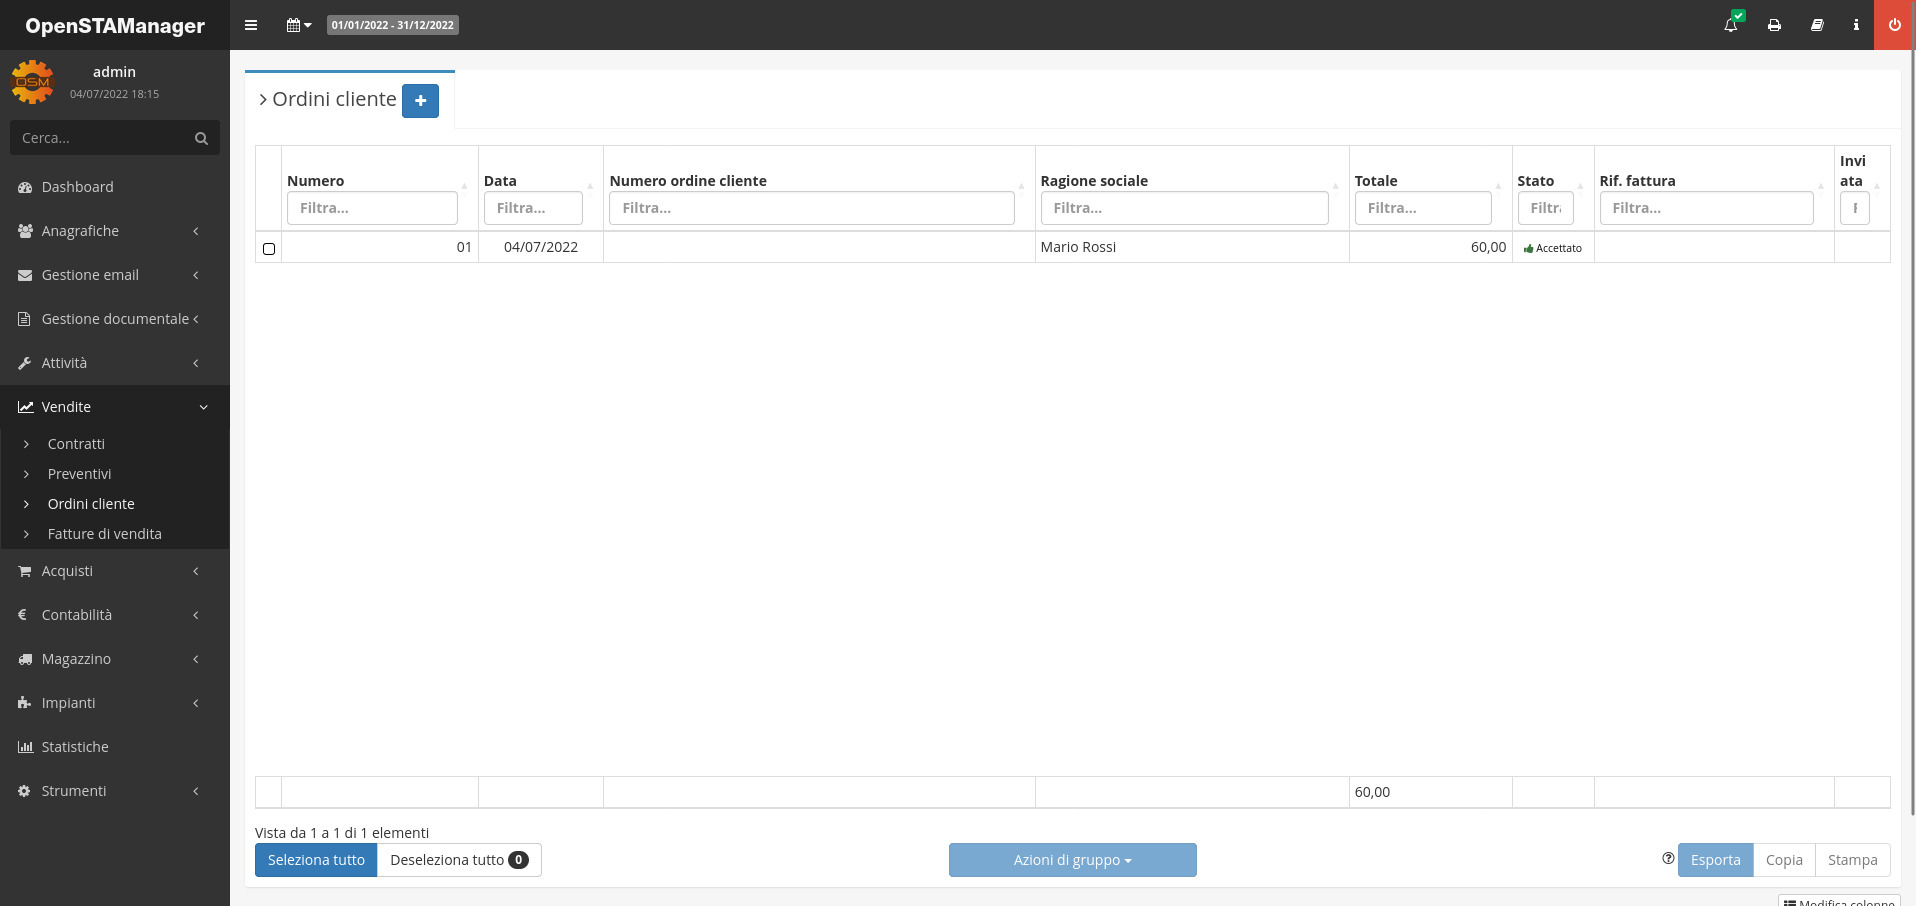 OpenSTAManager
01/01/2022 - 31/12/2022
admin
04/07/2022 18:15
OSM
Cerca...
Dashboard
Anagrafiche
Gestione email
Gestione documentale
Attività
Vendite
Contratti
Preventivi
Ordini cliente
Fatture di vendita
Acquisti
Contabilità
Magazzino
Impianti
Statistiche
Strumenti
Ordini cliente
Numero Data Numero ordine cliente Ragione sociale Totale Stato Rif. fattura Invi
ata
Filtra... Filtra... Filtra... Filtra... Filtra... Filtra Filtra... F
01 04/07/2022 Mario Rossi 60,00 Accettato
60,00
Vista da 1 a 1 di 1 elementi
Seleziona tutto Deseleziona tutto 0 Azioni di gruppo Esporta Copia Stampa
Modifica colonne